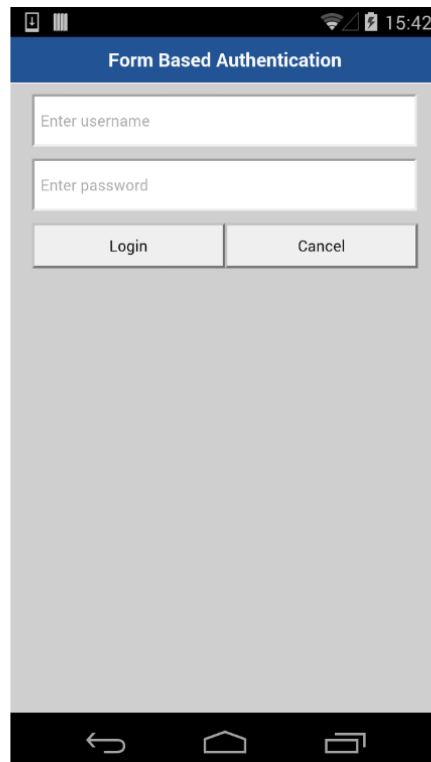 15:42
Form Based Authentication
Enter username
Enter password
Login Cancel